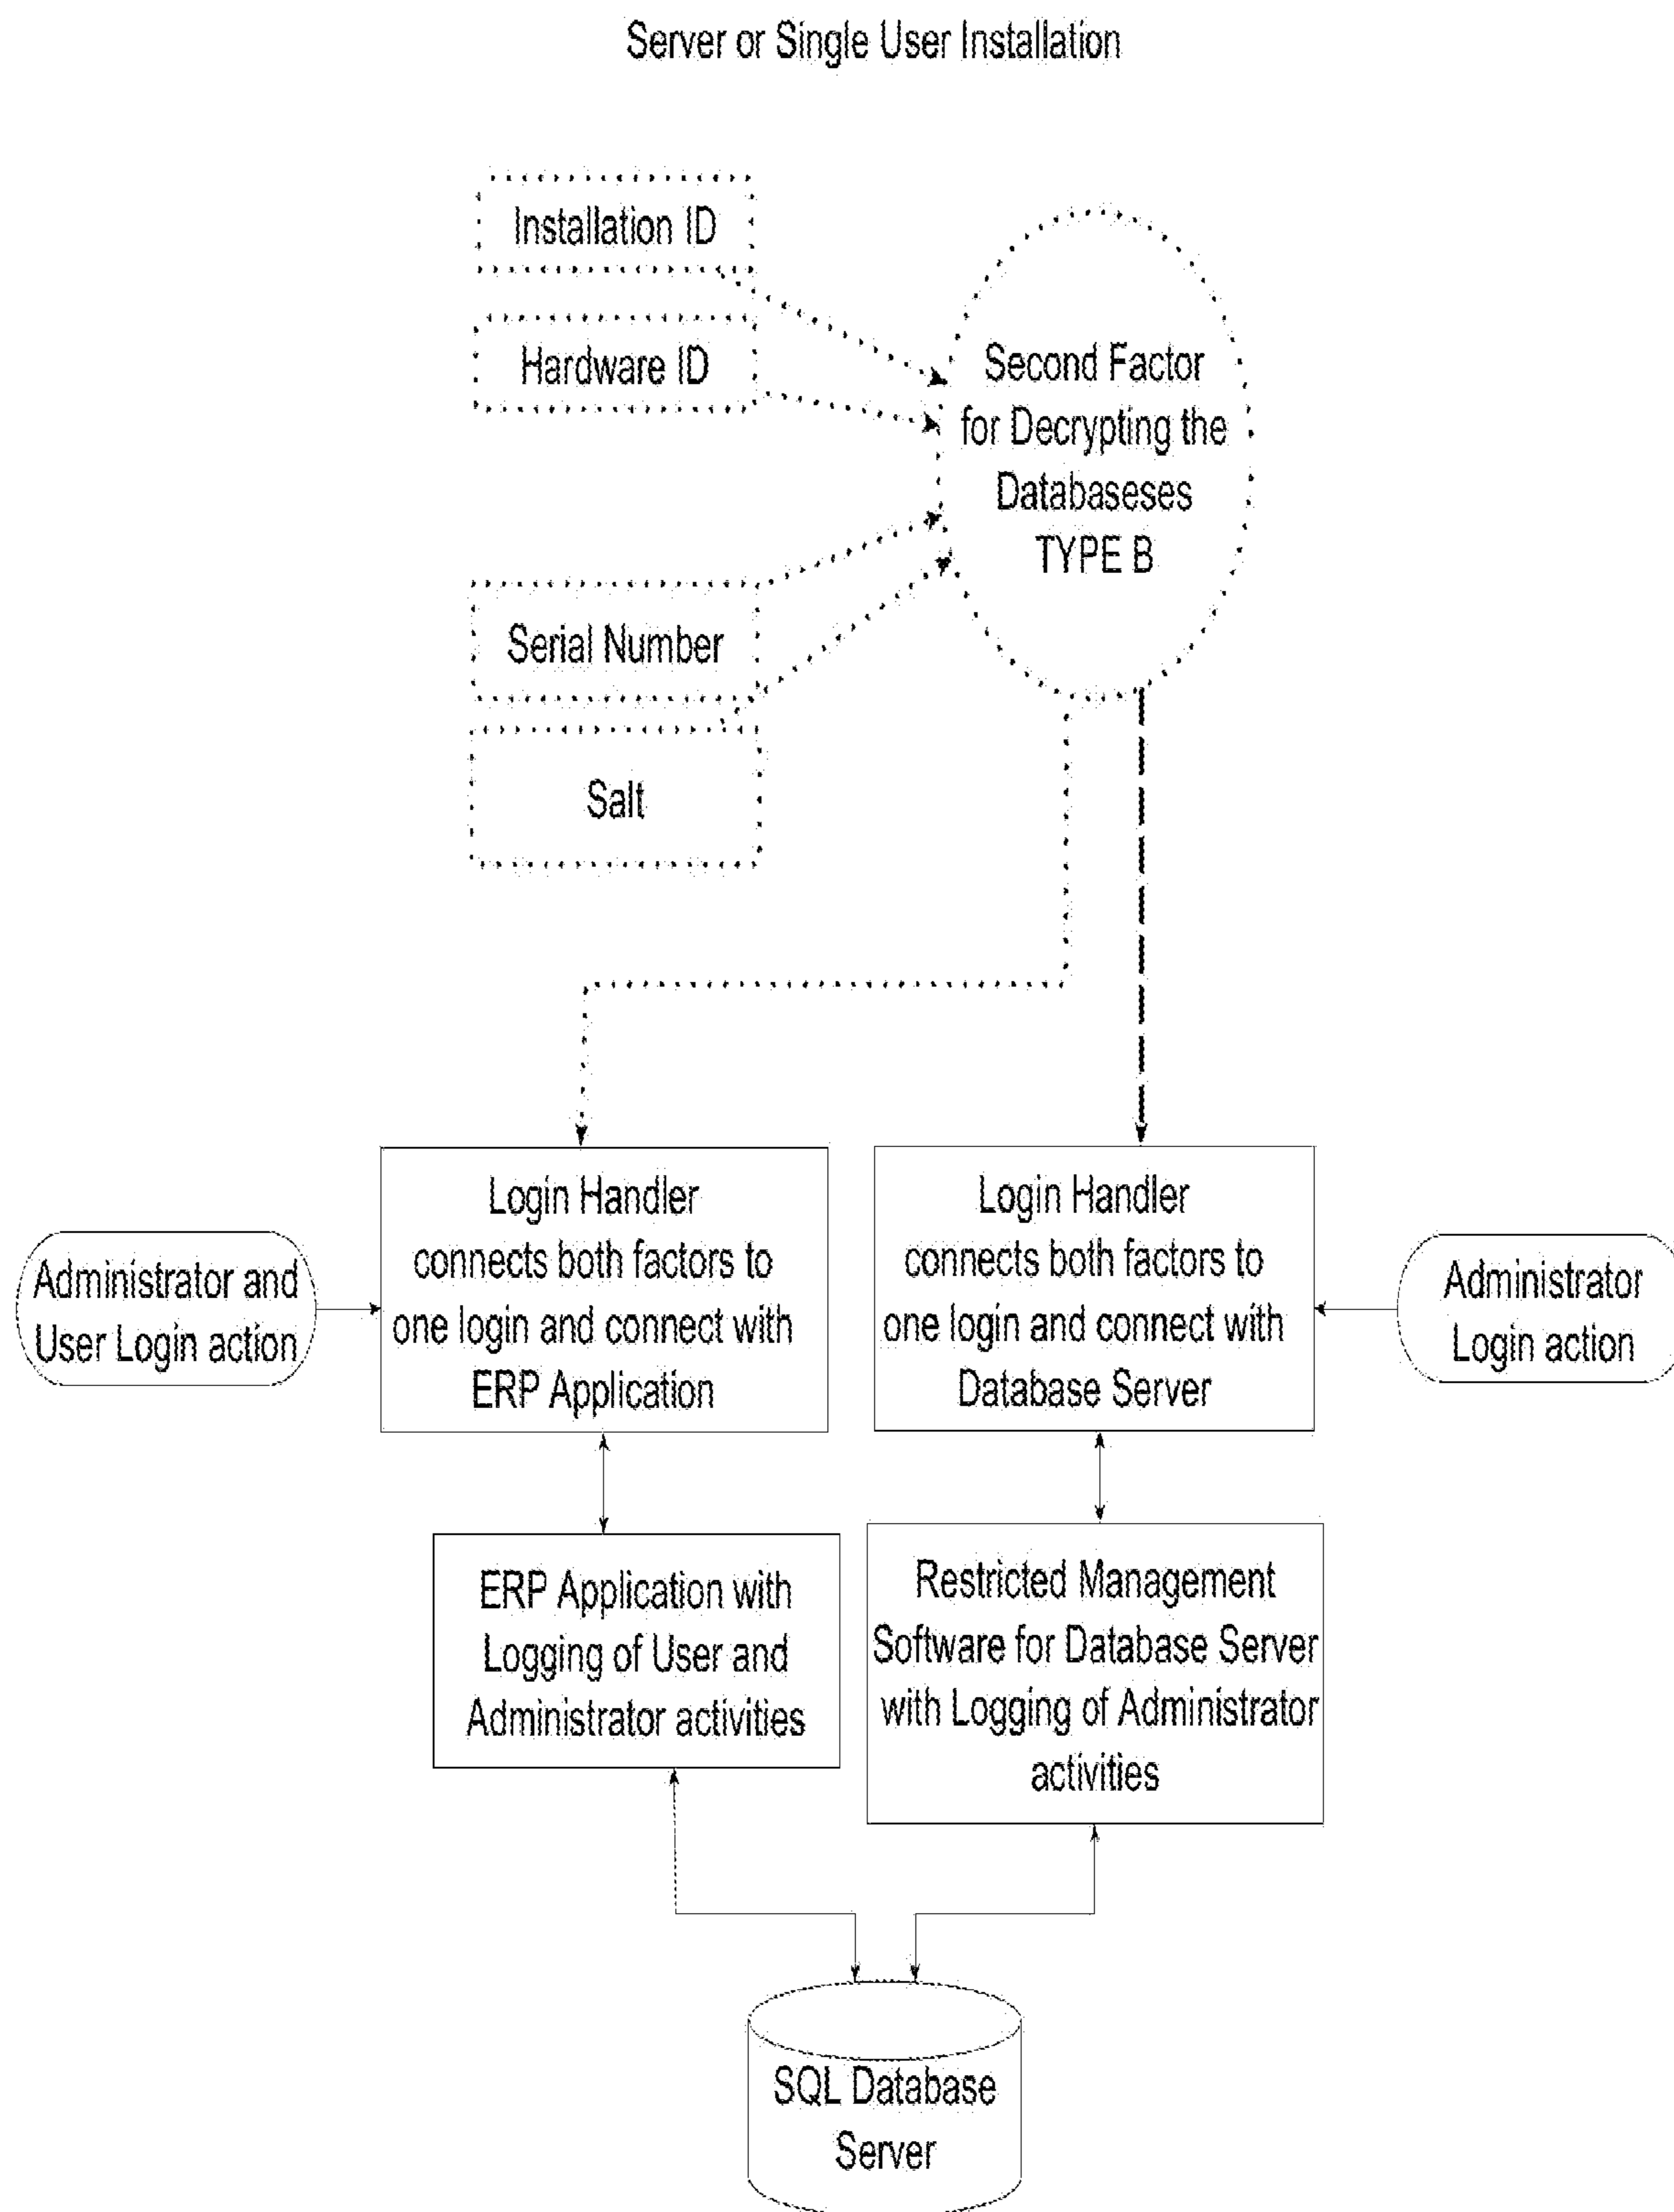 Server or Single User Installation
Installation ID
Hardware ID
Second Factor
for Decrypting the
Databaseses
TYPE B
Serial Number
Salt
Login Handler
connects both factors to
one login and connect with
ERP Application
Login Handler
connects both factors to
one login and connect with
Database Server
Administrator and
User Login action
Administrator
Login action
ERP Application with
Logging of User and
Administrator activities
Restricted Management
Software for Database Server
with Logging of Administrator
activities
SQL Database
Server